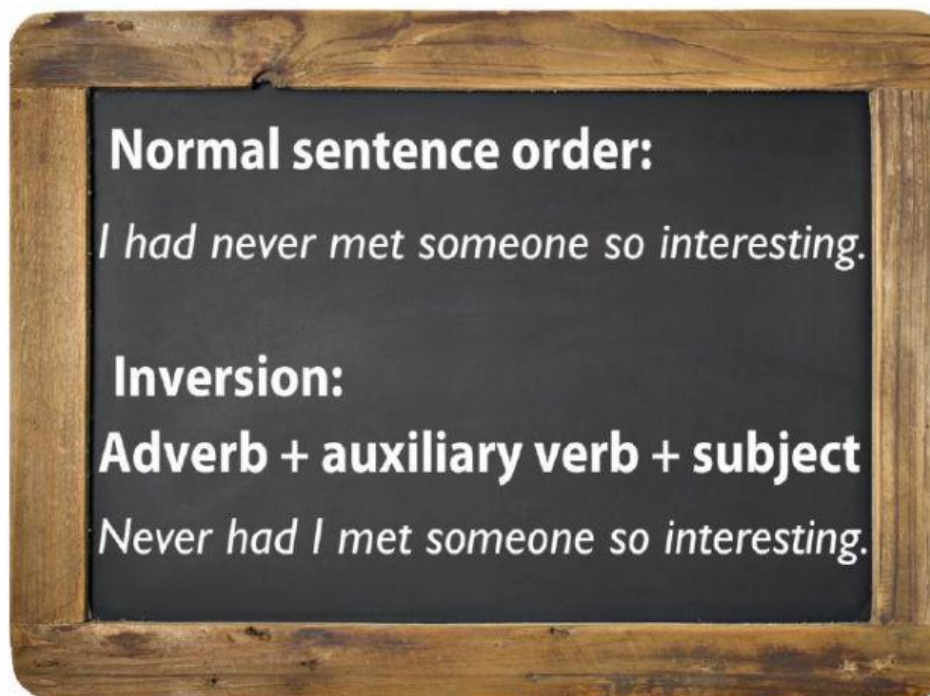 Normal sentence order:
I had never met someone so interesting.
Inversion:
Adverb + auxiliary verb + subject
Never had I met someone so interesting.